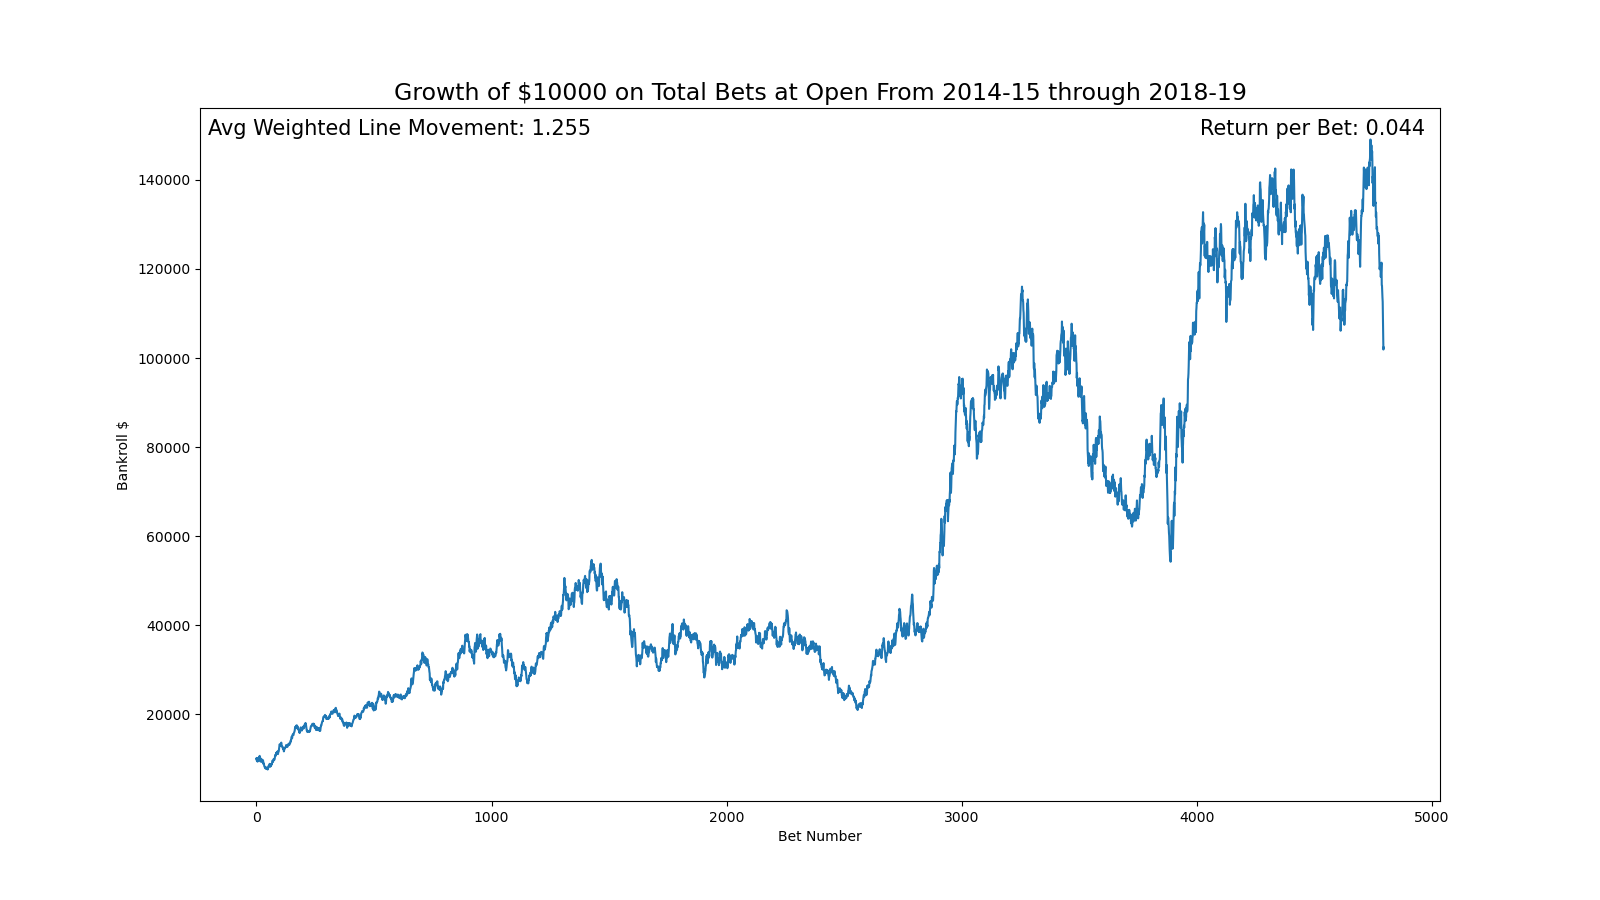 Growth of $10000 on Total Bets at Open From 2014-15 through 2018-19
Avg Weighted Line Movement: 1.255
Return per Bet: 0.044
140000
120000
100000
80000
60000
40000
20000
Bankroll $
0
1000
2000
3000
4000
5000
Bet Number